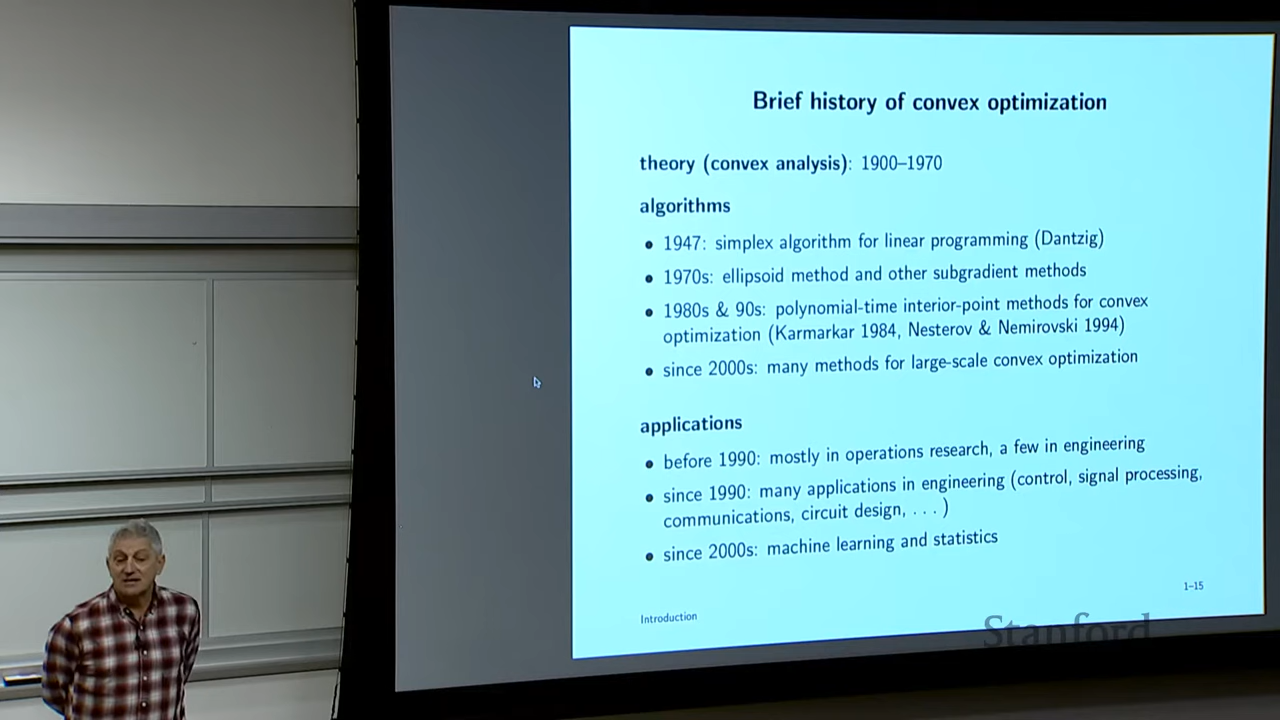 Brief history of convex optimization
theory (convex analysis): 1900–1970
algorithms
• 1947: simplex algorithm for linear programming (Dantzig)
• 1970s: ellipsoid method and other subgradient methods
• 1980s & 90s: polynomial-time interior-point methods for convex
optimization (Karmarkar 1984, Nesterov & Nemirovski 1994)
• since 2000s: many methods for large-scale convex optimization
applications
• before 1990: mostly in operations research, a few in engineering
• since 1990: many applications in engineering (control, signal processing,
communications, circuit design, . . . )
• since 2000s: machine learning and statistics
Introduction
1–15
Stanford